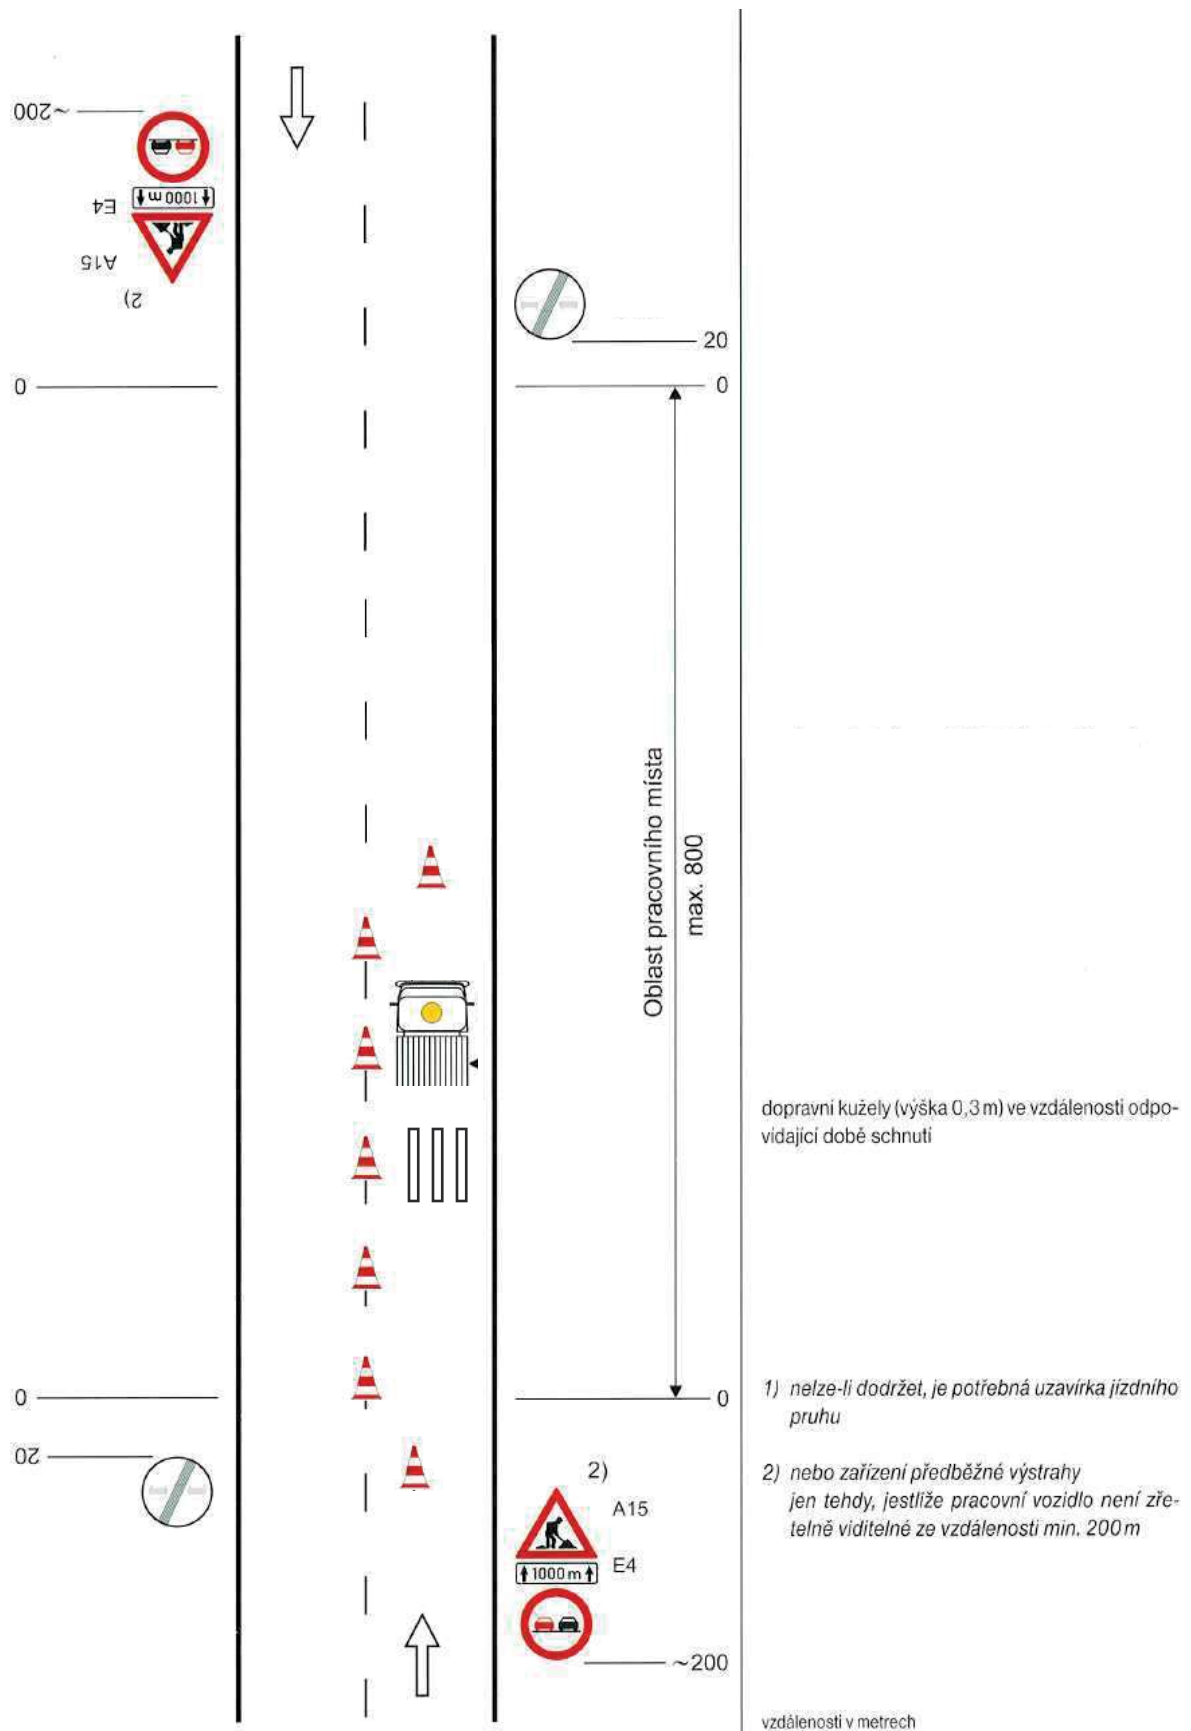 ~200
1000 m
E4
A15
2)
20
0
0
Oblast pracovního místa
max. 800
dopravní kužely (výška 0,3 m) ve vzdálenosti odpo-
vídající době schnutí
0
0
1) nelze-li dodržet, je potřebná uzavírka jízdního
pruhu
20
2)
A15
1000 m
E4
2) nebo zařízení předběžné výstrahy
jen tehdy, jestliže pracovní vozidlo není zře-
telně viditelné ze vzdálenosti min. 200 m
~200
vzdálenosti v metrech